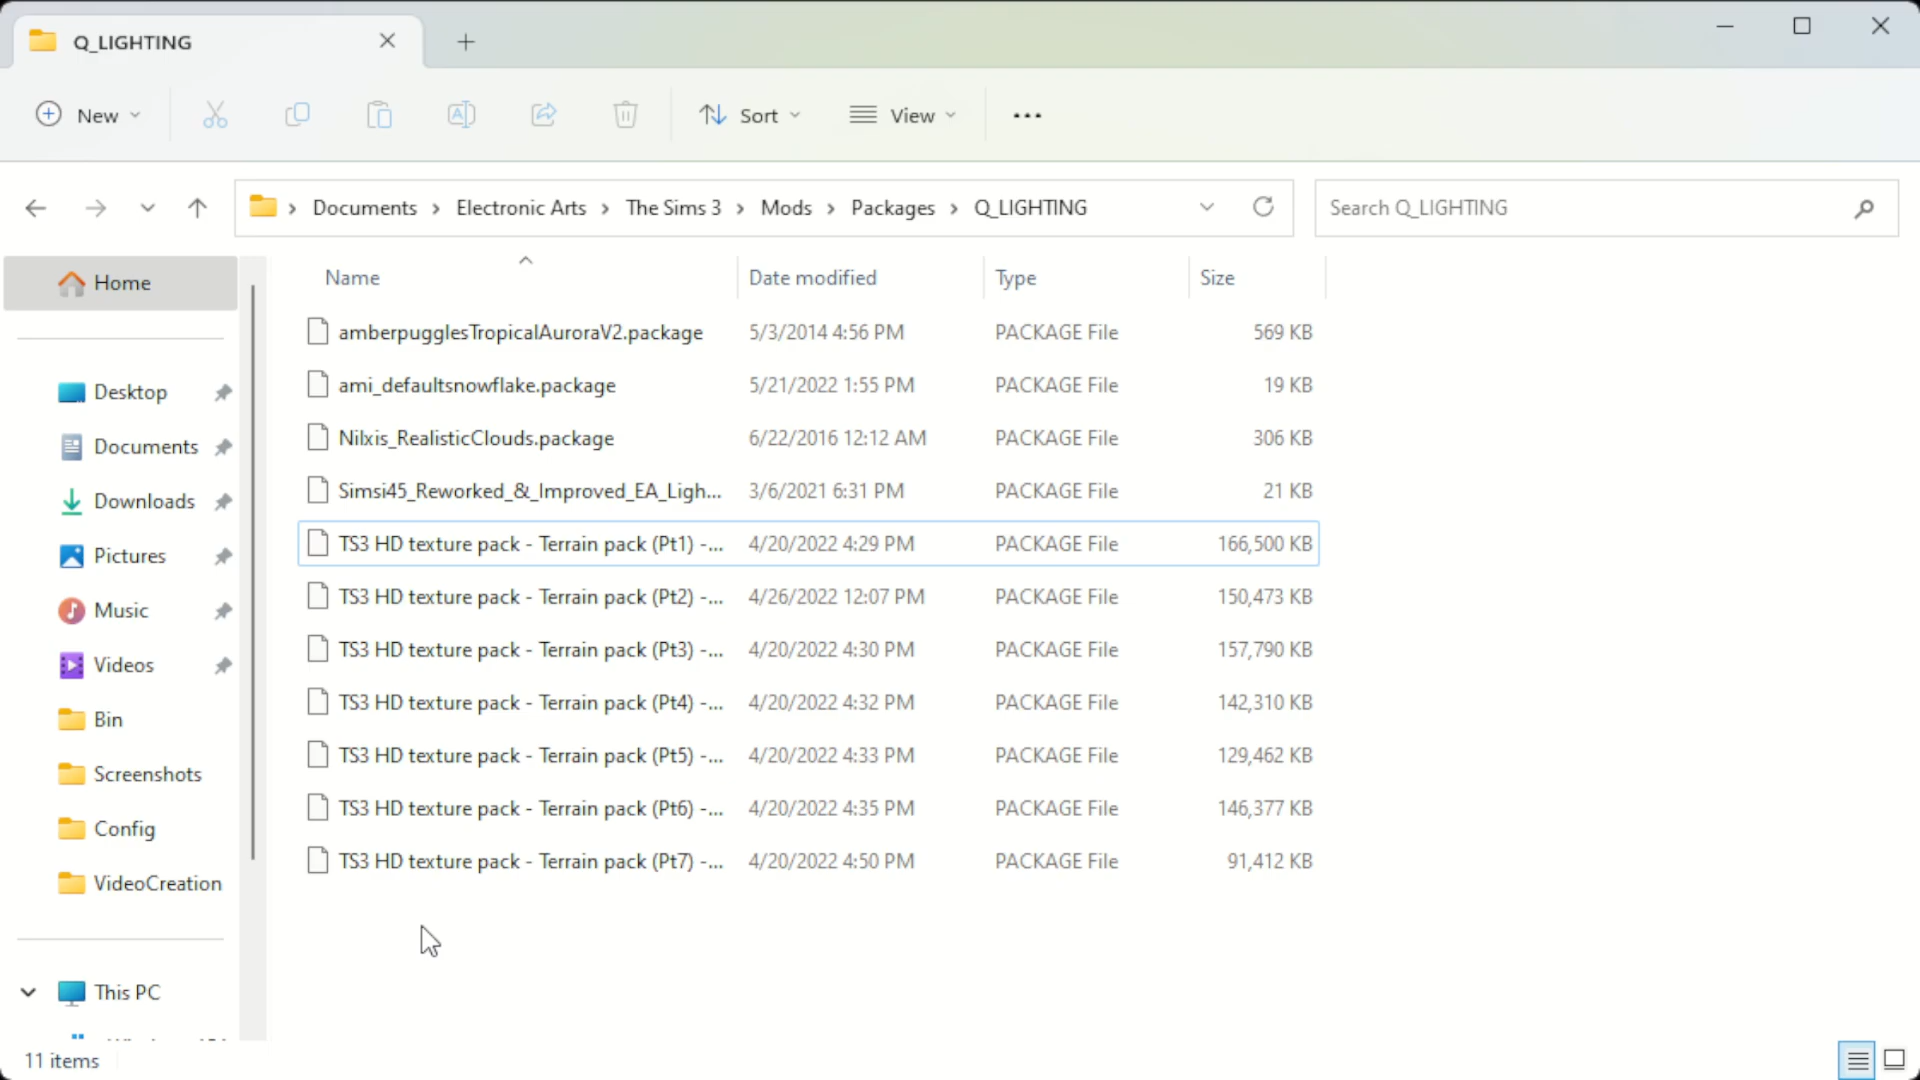 Q_LIGHTING
New
Sort
View
Documents > Electronic Arts > The Sims 3 > Mods > Packages > Q_LIGHTING
Search Q_LIGHTING
Home
Desktop
Documents
Downloads
Pictures
Music
Videos
Bin
Screenshots
Config
VideoCreation
This PC
Name Date modified Type Size
amberpugglesTropicalAuroraV2.package 5/3/2014 4:56 PM PACKAGE File 569 KB
ami_defaultsnowflake.package 5/21/2022 1:55 PM PACKAGE File 19 KB
Nilxis_RealisticClouds.package 6/22/2016 12:12 AM PACKAGE File 306 KB
Simsi45_Reworked_&_Improved_EA_Ligh... 3/6/2021 6:31 PM PACKAGE File 21 KB
TS3 HD texture pack - Terrain pack (Pt1) -... 4/20/2022 4:29 PM PACKAGE File 166,500 KB
TS3 HD texture pack - Terrain pack (Pt2) -... 4/26/2022 12:07 PM PACKAGE File 150,473 KB
TS3 HD texture pack - Terrain pack (Pt3) -... 4/20/2022 4:30 PM PACKAGE File 157,790 KB
TS3 HD texture pack - Terrain pack (Pt4) -... 4/20/2022 4:32 PM PACKAGE File 142,310 KB
TS3 HD texture pack - Terrain pack (Pt5) -... 4/20/2022 4:33 PM PACKAGE File 129,462 KB
TS3 HD texture pack - Terrain pack (Pt6) -... 4/20/2022 4:35 PM PACKAGE File 146,377 KB
TS3 HD texture pack - Terrain pack (Pt7) -... 4/20/2022 4:50 PM PACKAGE File 91,412 KB
11 items